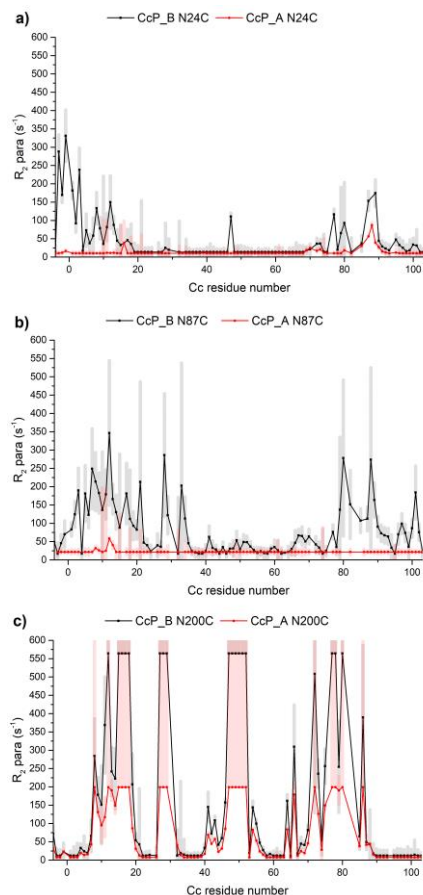 a)
CcP_B N24C CcP_A N24C
600
550
500
450
400
350
300
250
200
150
100
50
0
R2 para (s-1)
0 20 40 60 80 100
Cc residue number
b)
CcP_B N87C CcP_A N87C
600
550
500
450
400
350
300
250
200
150
100
50
0
R2 para (s-1)
0 20 40 60 80 100
Cc residue number
c)
CcP_B N200C CcP_A N200C
600
550
500
450
400
350
300
250
200
150
100
50
0
R2 para (s-1)
0 20 40 60 80 100
Cc residue number